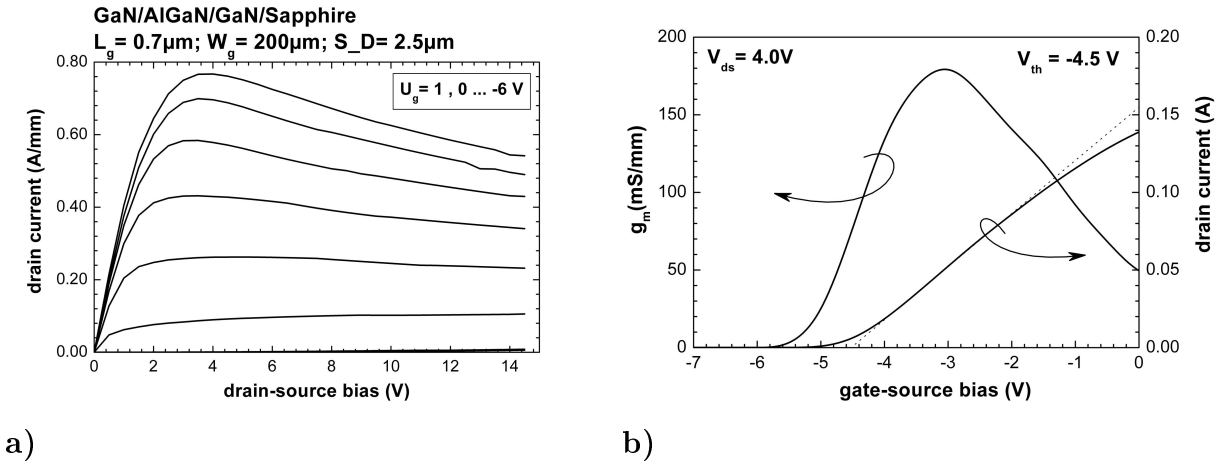 GaN/AlGaN/GaN/Sapphire
L_g= 0.7µm; W_g= 200µm; S_D= 2.5µm
0.80
0.60
0.40
0.20
0.00
drain current (A/mm)
U_g= 1 , 0 ... -6 V
0 2 4 6 8 10 12 14
drain-source bias (V)
a)
200
150
100
50
0
g_m(mS/mm)
V_ds= 4.0V
V_th= -4.5 V
0.20
0.15
0.10
0.05
0.00
drain current (A)
-7 -6 -5 -4 -3 -2 -1 0
gate-source bias (V)
b)